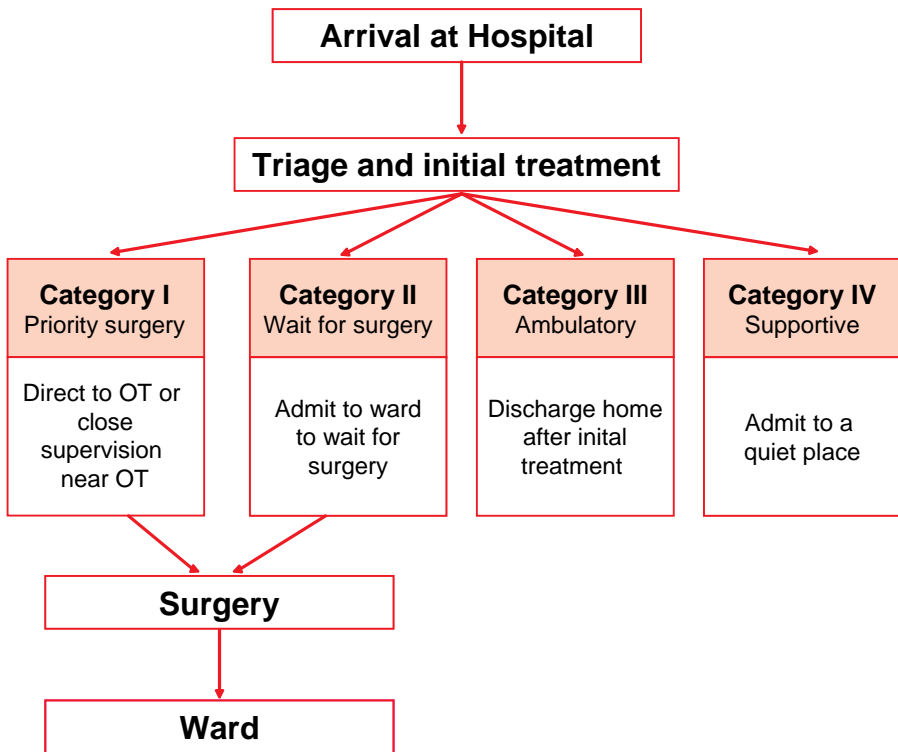 Arrival at Hospital
Triage and initial treatment
Category I
Priority surgery
Direct to OT or
close
supervision
near OT
Category II
Wait for surgery
Admit to ward
to wait for
surgery
Category III
Ambulatory
Discharge home
after inital
treatment
Category IV
Supportive
Admit to a
quiet place
Surgery
Ward